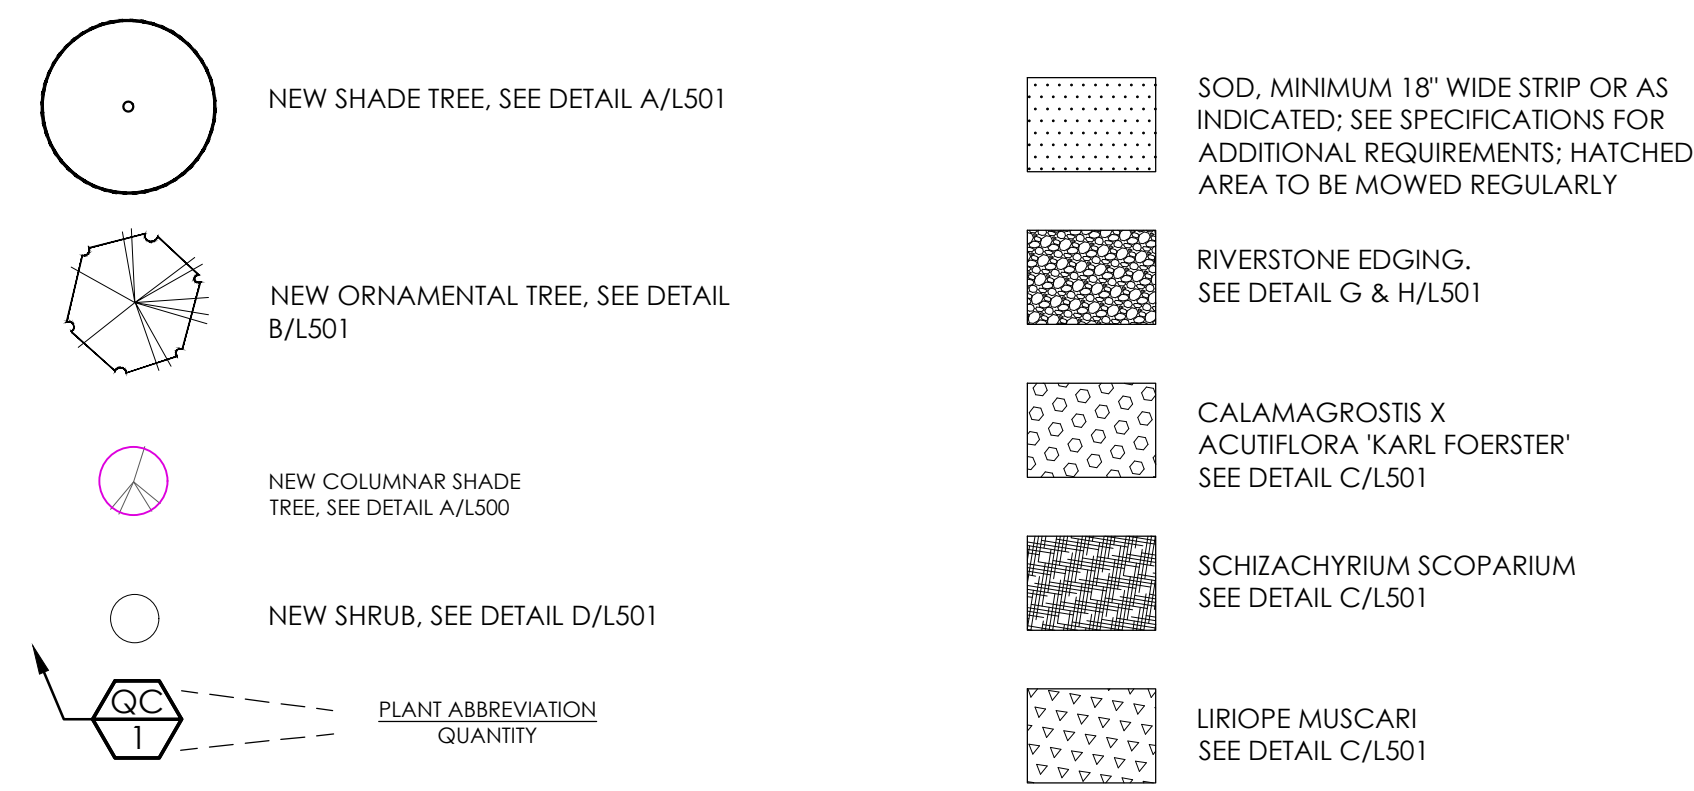 NEW SHADE TREE, SEE DETAIL A/L501
NEW ORNAMENTAL TREE, SEE DETAIL
B/L501
NEW COLUMNAR SHADE
TREE, SEE DETAIL A/L500
NEW SHRUB, SEE DETAIL D/L501
QC
1
PLANT ABBREVIATION
QUANTITY
SOD, MINIMUM 18" WIDE STRIP OR AS
INDICATED; SEE SPECIFICATIONS FOR
ADDITIONAL REQUIREMENTS; HATCHED
AREA TO BE MOWED REGULARLY
RIVERSTONE EDGING.
SEE DETAIL G & H/L501
CALAMAGROSTIS X
ACUTIFLORA 'KARL FOERSTER'
SEE DETAIL C/L501
SCHIZACHYRIUM SCOPARIUM
SEE DETAIL C/L501
LIRIOPE MUSCARI
SEE DETAIL C/L501